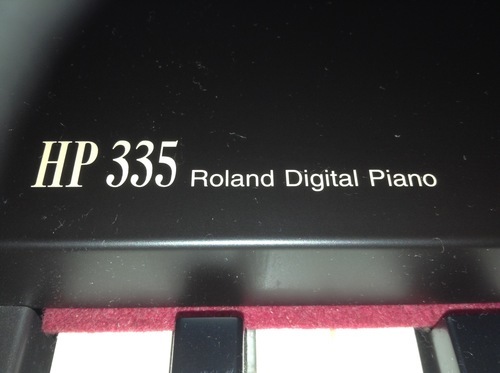 HP 335 Roland Digital Piano